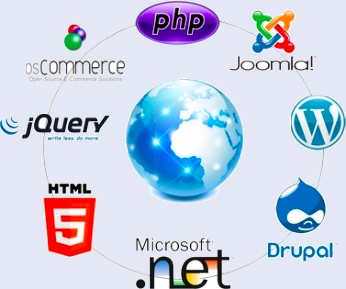 php
osCommerce
Open Source E-Commerce Solutions
Joomla!
jQuery
write less. do more.
W
HTML
5
Drupal
Microsoft
.net